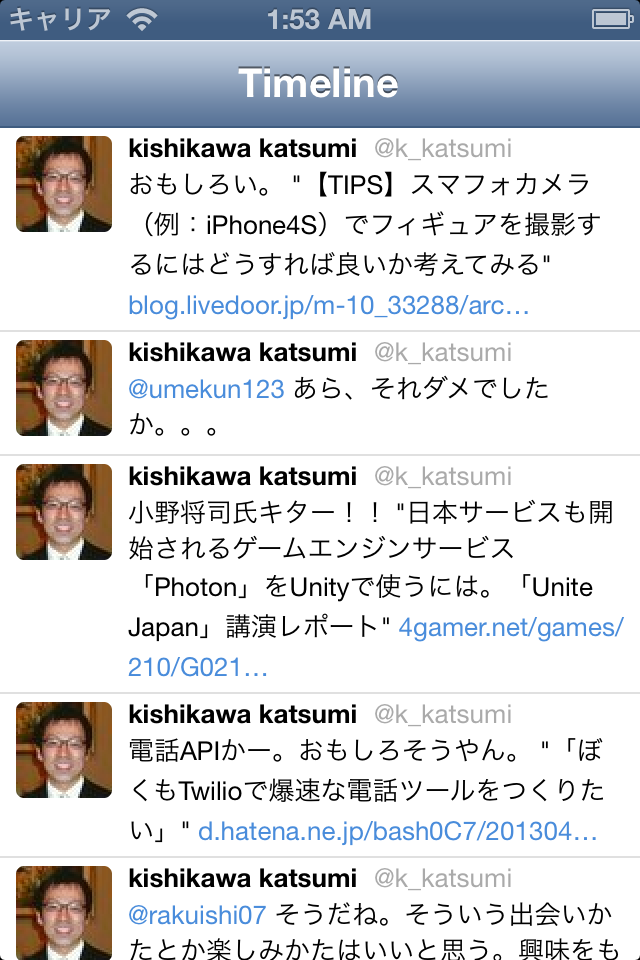 キャリア 1:53 AM
Timeline
kishikawa katsumi @k_katsumi
おもしろい。 "【TIPS】スマフォカメラ
（例：iPhone4S）でフィギュアを撮影す
るにはどうすれば良いか考えてみる"
blog.livedoor.jp/m-10_33288/arc…
kishikawa katsumi @k_katsumi
@umekun123 あら、それダメでした
か。。。
kishikawa katsumi @k_katsumi
小野将司氏キター！！ "日本サービスも開
始されるゲームエンジンサービス
「Photon」をUnityで使うには。「Unite
Japan」講演レポート" 4gamer.net/games/
210/G021…
kishikawa katsumi @k_katsumi
電話APIかー。おもしろそうやん。 "「ぼ
くもTwilioで爆速な電話ツールをつくりた
い」" d.hatena.ne.jp/bash0C7/201304…
kishikawa katsumi @k_katsumi
@rakuishi07 そうだね。そういう出会いか
たとか楽しみかたはいいと思う。興味をも